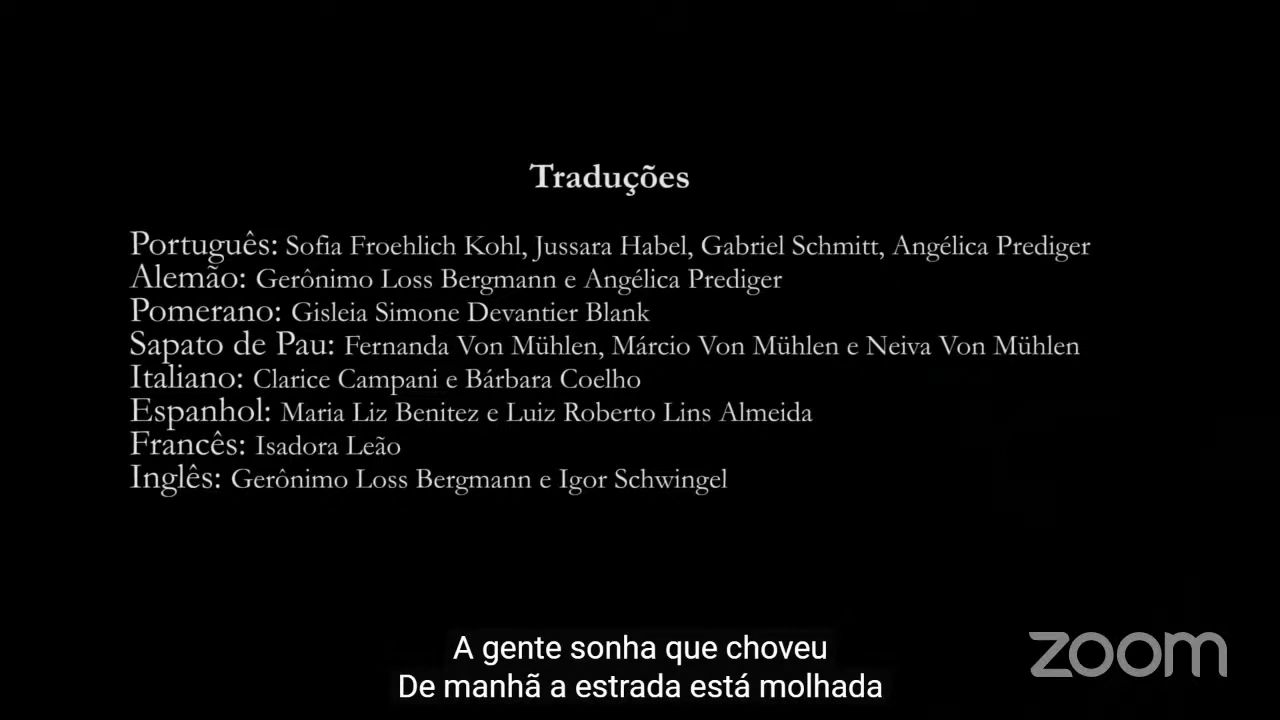 Traduções
Português: Sofia Froehlich Kohl, Jussara Habel, Gabriel Schmitt, Angélica Prediger
Alemão: Gerônimo Loss Bergmann e Angélica Prediger
Pomerano: Gisleia Simone Devantier Blank
Sapato de Pau: Fernanda Von Mühlen, Márcio Von Mühlen e Neiva Von Mühlen
Italiano: Clarice Campani e Bárbara Coelho
Espanhol: Maria Liz Benitez e Luiz Roberto Lins Almeida
Francês: Isadora Leão
Inglês: Gerônimo Loss Bergmann e Igor Schwingel
A gente sonha que choveu
De manhã a estrada está molhada
zoom